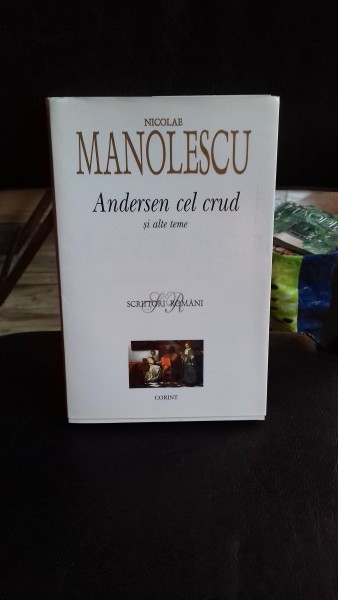 NICOLAE
MANOLESCU
Andersen cel crud
și alte teme
SR
SCRIITORI ROMÂNI
CORINT